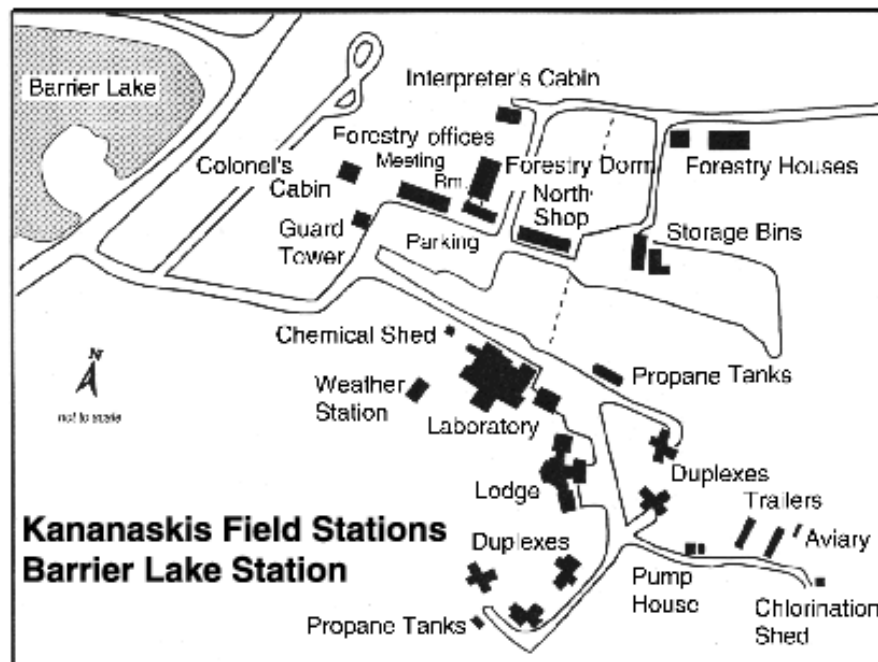 Barrier Lake
Interpreter's Cabin
Forestry offices
Meeting
Rm.
Colonel's
Cabin
Forestry Dorm
Forestry Houses
North
Shop
Guard
Tower
Parking
Storage Bins
Chemical Shed
N
not to scale
Weather
Station
Propane Tanks
Laboratory
Lodge
Duplexes
Trailers
Aviary
Kananaskis Field Stations
Barrier Lake Station
Duplexes
Pump
House
Chlorination
Shed
Propane Tanks